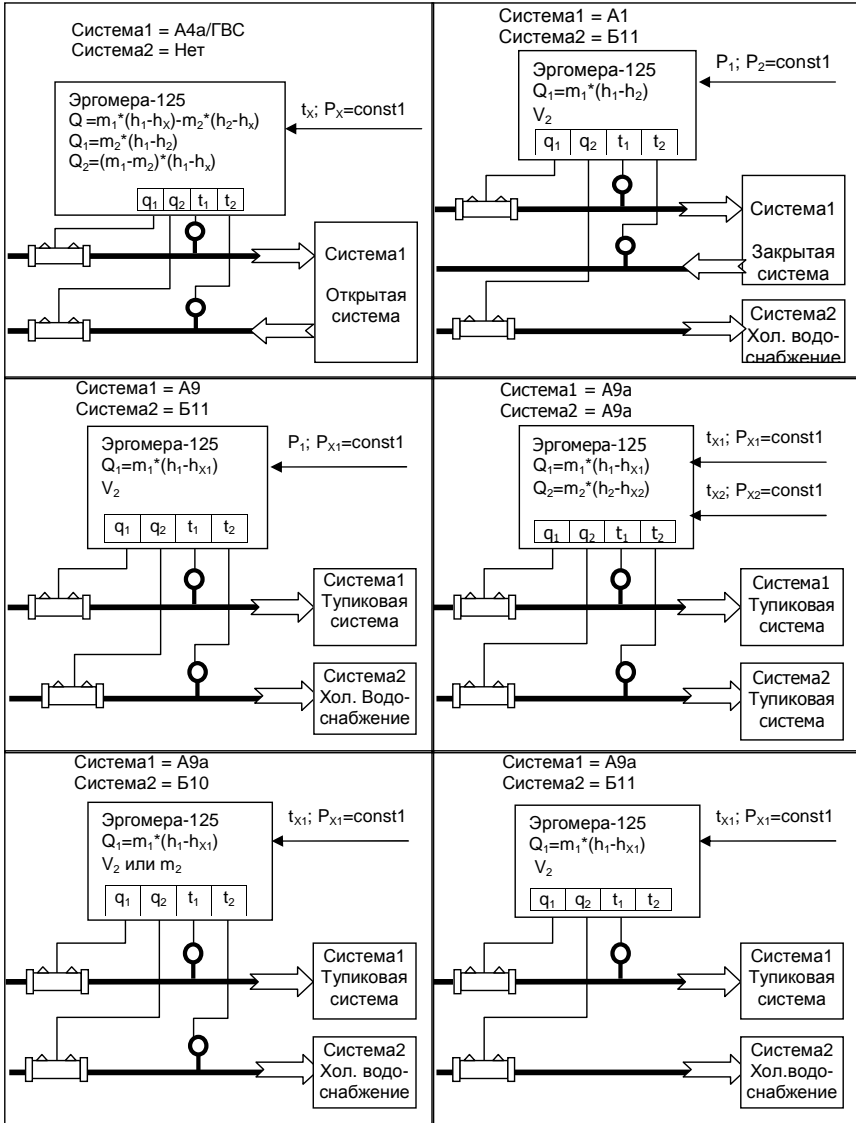 Система1 = А4а/ГВС
Система2 = Нет
Эргомера-125
Q =m₁*(h₁-hₓ)-m₂*(h₂-hₓ)
Q₁=m₂*(h₁-h₂)
Q₂=(m₁-m₂)*(h₁-hₓ)
tₓ; Pₓ=const1
q₁ q₂ t₁ t₂
Система1
Открытая
система
Система1 = А1
Система2 = Б11
Эргомера-125
Q₁=m₁*(h₁-h₂)
V₂
P₁; P₂=const1
q₁ q₂ t₁ t₂
Система1
Закрытая
система
Система2
Хол. водо-
снабжение
Система1 = А9
Система2 = Б11
Эргомера-125
Q₁=m₁*(h₁-hX1)
V₂
P₁; PX1=const1
q₁ q₂ t₁ t₂
Система1
Тупиковая
система
Система2
Хол. Водо-
снабжение
Система1 = А9а
Система2 = А9а
Эргомера-125
Q₁=m₁*(h₁-hX1)
Q₂=m₂*(h₂-hX2)
tX1; PX1=const1
tX2; PX2=const1
q₁ q₂ t₁ t₂
Система1
Тупиковая
система
Система2
Тупиковая
система
Система1 = А9а
Система2 = Б10
Эргомера-125
Q₁=m₁*(h₁-hX1)
V₂ или m₂
tX1; PX1=const1
q₁ q₂ t₁ t₂
Система1
Тупиковая
система
Система2
Хол. водо-
снабжение
Система1 = А9а
Система2 = Б11
Эргомера-125
Q₁=m₁*(h₁-hX1)
V₂
tX1; PX1=const1
q₁ q₂ t₁ t₂
Система1
Тупиковая
система
Система2
Хол.водо-
снабжение